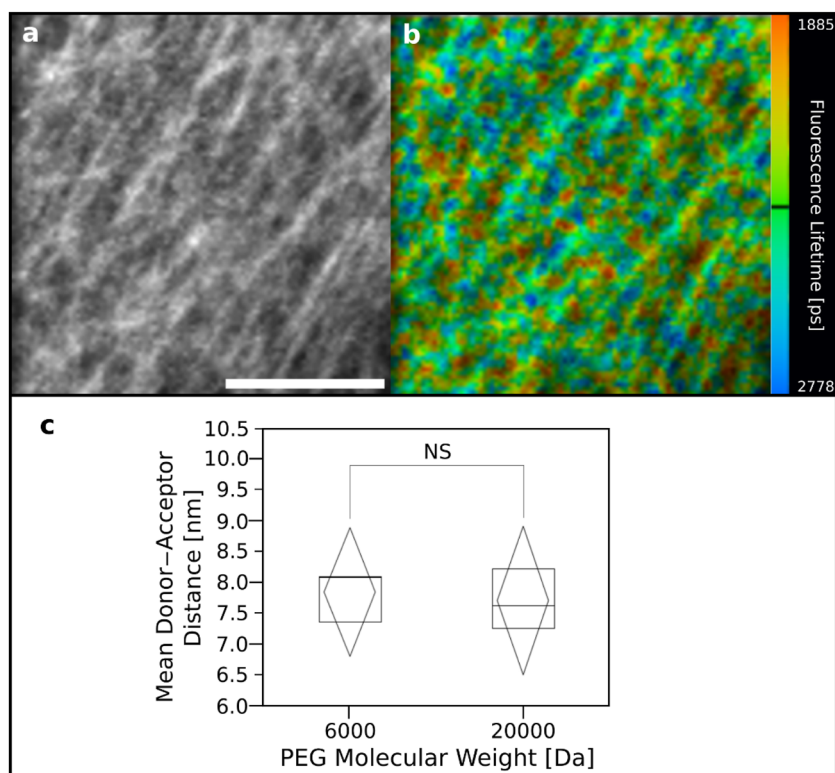 a
b
1885
Fluorescence Lifetime [ps]
2778
c
10.5
10.0
9.5
9.0
8.5
8.0
7.5
7.0
6.5
6.0
Mean Donor–Acceptor
Distance [nm]
NS
6000
20000
PEG Molecular Weight [Da]